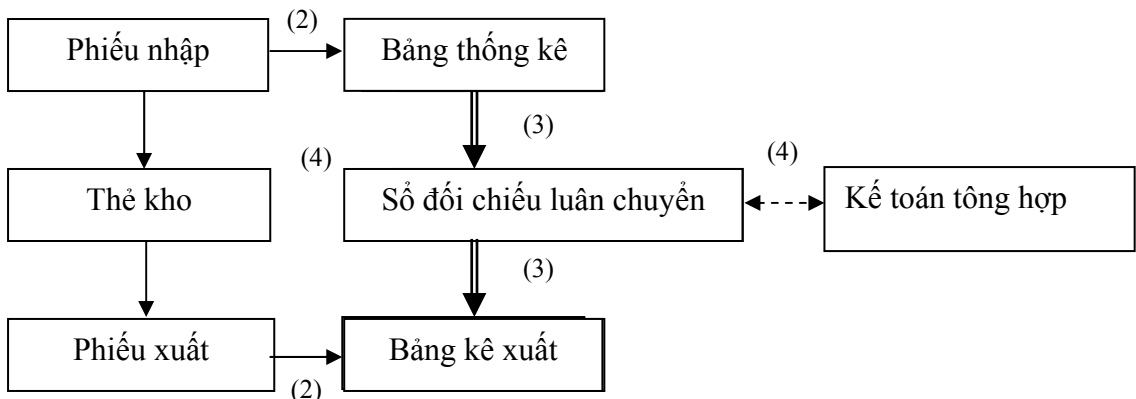 (2)
Phiếu nhập
Bảng thống kê
(3)
(4)
(4)
Thẻ kho
Sổ đối chiếu luân chuyển
Kế toán tông hợp
(3)
Phiếu xuất
Bảng kê xuất
(2)